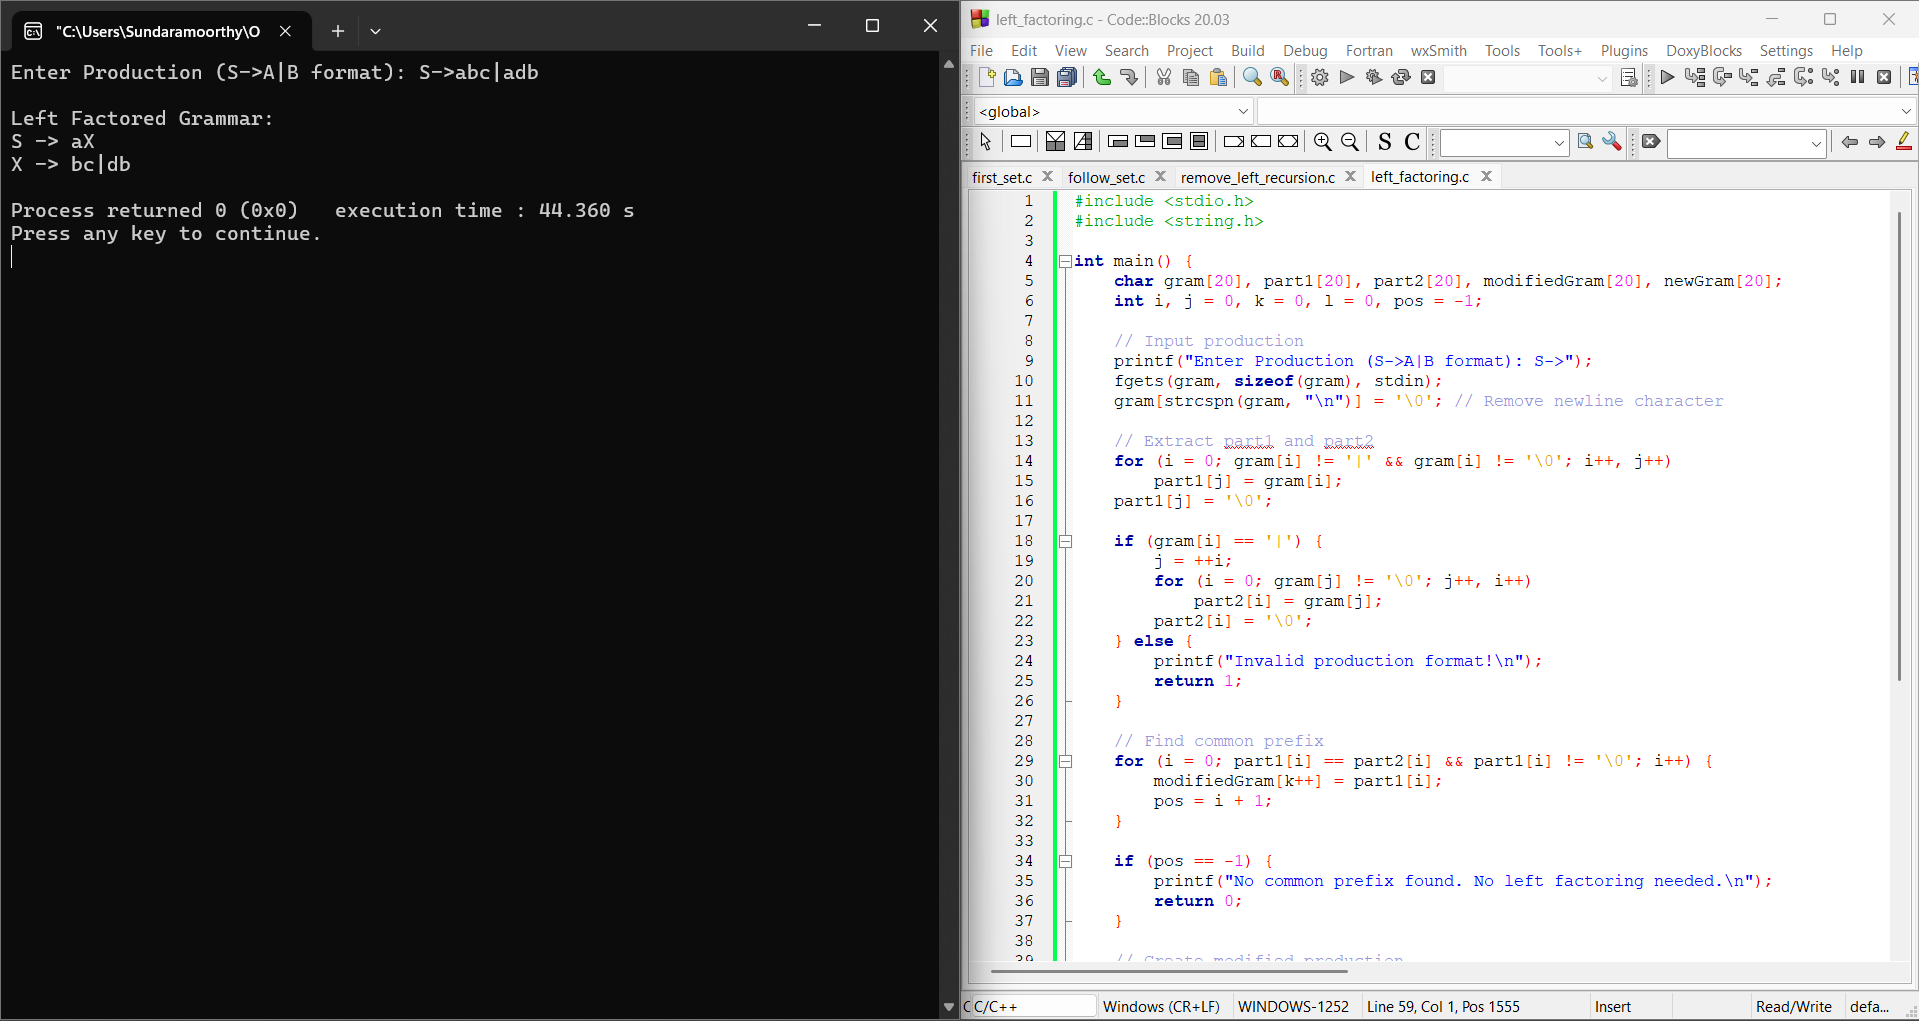 "C:\Users\Sundaramoorthy\O
Enter Production (S->A|B format): S->abc|adb
Left Factored Grammar:
S -> aX
X -> bc|db
Process returned 0 (0x0)   execution time : 44.360 s
Press any key to continue.
left_factoring.c - Code::Blocks 20.03
File Edit View Search Project Build Debug Fortran wxSmith Tools Tools+ Plugins DoxyBlocks Settings Help
<global>
S C
first_set.c follow_set.c remove_left_recursion.c left_factoring.c
1 #include <stdio.h>
2 #include <string.h>
3
4 int main() {
5     char gram[20], part1[20], part2[20], modifiedGram[20], newGram[20];
6     int i, j = 0, k = 0, l = 0, pos = -1;
7
8     // Input production
9     printf("Enter Production (S->A|B format): S->");
10     fgets(gram, sizeof(gram), stdin);
11     gram[strcspn(gram, "\n")] = '\0'; // Remove newline character
12
13     // Extract part1 and part2
14     for (i = 0; gram[i] != '|' && gram[i] != '\0'; i++, j++)
15         part1[j] = gram[i];
16     part1[j] = '\0';
17
18     if (gram[i] == '|') {
19         j = ++i;
20         for (i = 0; gram[j] != '\0'; j++, i++)
21             part2[i] = gram[j];
22         part2[i] = '\0';
23     } else {
24         printf("Invalid production format!\n");
25         return 1;
26     }
27
28     // Find common prefix
29     for (i = 0; part1[i] == part2[i] && part1[i] != '\0'; i++) {
30         modifiedGram[k++] = part1[i];
31         pos = i + 1;
32     }
33
34     if (pos == -1) {
35         printf("No common prefix found. No left factoring needed.\n");
36         return 0;
37     }
38
39     // Create modified production
C C/C++ Windows (CR+LF) WINDOWS-1252 Line 59, Col 1, Pos 1555 Insert Read/Write defa...